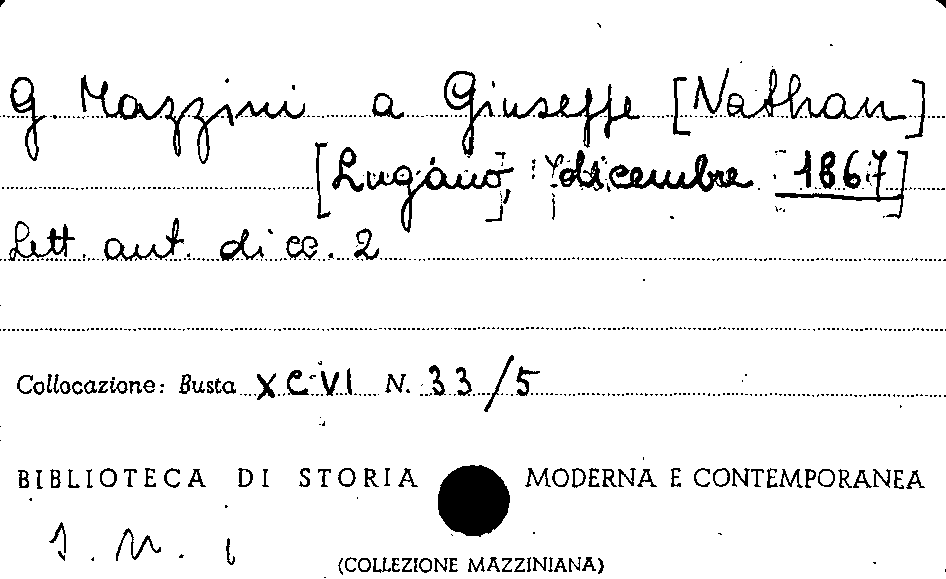 G. Mazzini a Giuseppe [Nathan]
[Lugano, dicembre 1867]
Lett. aut. di cc. 2
Collocazione: Busta XCVI N. 33/5
BIBLIOTECA DI STORIA MODERNA E CONTEMPORANEA
s. n. i
(COLLEZIONE MAZZINIANA)